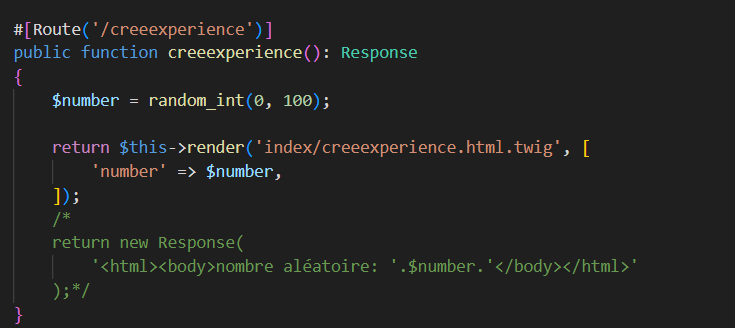 #[Route('/creeexperience')]
public function creeexperience(): Response
{
    $number = random_int(0, 100);

    return $this->render('index/creeexperience.html.twig', [
        'number' => $number,
    ]);
    /*
    return new Response(
        '<html><body>nombre aléatoire: '.$number.'</body></html>'
    );*/
}